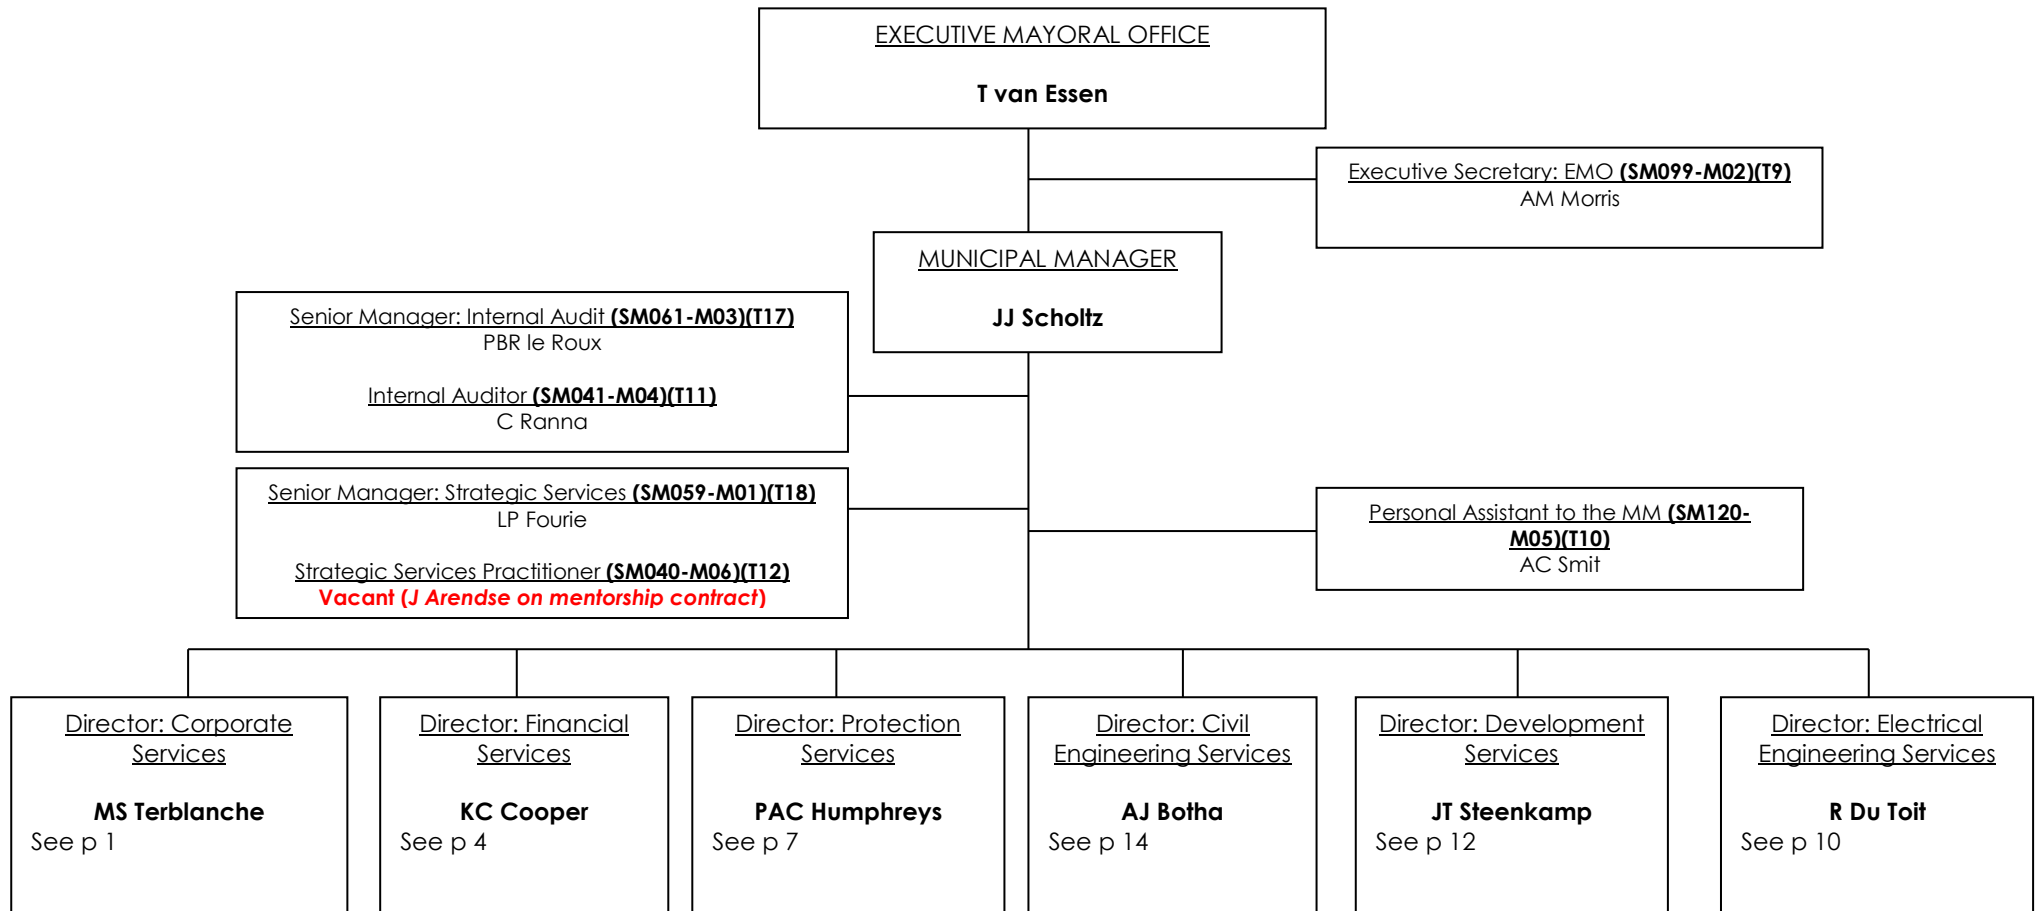 EXECUTIVE MAYORAL OFFICE
T van Essen
Executive Secretary: EMO (SM099-M02)(T9)
AM Morris
MUNICIPAL MANAGER
JJ Scholtz
Senior Manager: Internal Audit (SM061-M03)(T17)
PBR le Roux
Internal Auditor (SM041-M04)(T11)
C Ranna
Senior Manager: Strategic Services (SM059-M01)(T18)
LP Fourie
Strategic Services Practitioner (SM040-M06)(T12)
Vacant (J Arendse on mentorship contract)
Personal Assistant to the MM (SM120-
M05)(T10)
AC Smit
Director: Corporate
Services
MS Terblanche
See p 1
Director: Financial
Services
KC Cooper
See p 4
Director: Protection
Services
PAC Humphreys
See p 7
Director: Civil
Engineering Services
AJ Botha
See p 14
Director: Development
Services
JT Steenkamp
See p 12
Director: Electrical
Engineering Services
R Du Toit
See p 10